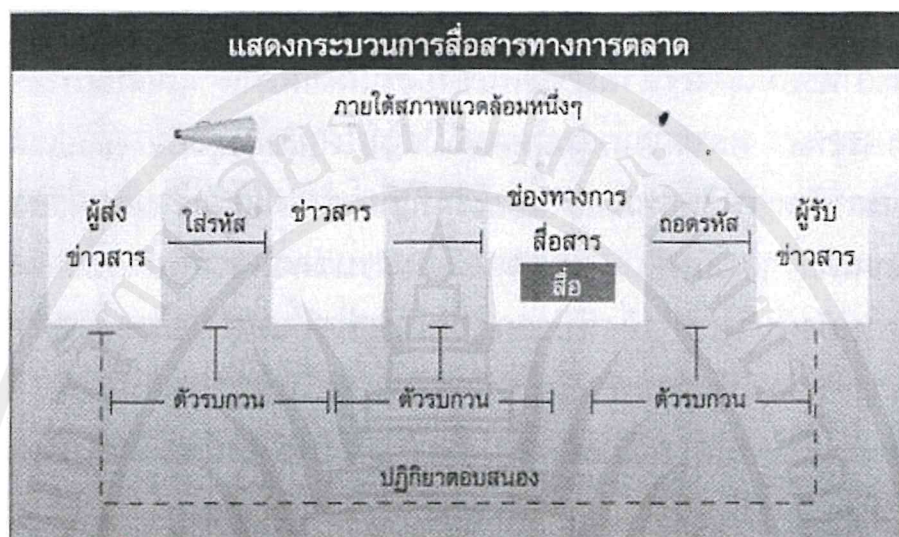 แสดงกระบวนการสื่อสารทางการตลาด
ภายใต้สภาพแวดล้อมหนึ่งๆ
ผู้ส่ง
ข่าวสาร
ใส่รหัส
ข่าวสาร
ช่องทางการ
สื่อสาร
สื่อ
ถอดรหัส
ผู้รับ
ข่าวสาร
ตัวรบกวน
ตัวรบกวน
ตัวรบกวน
ปฏิกิยาตอบสนอง